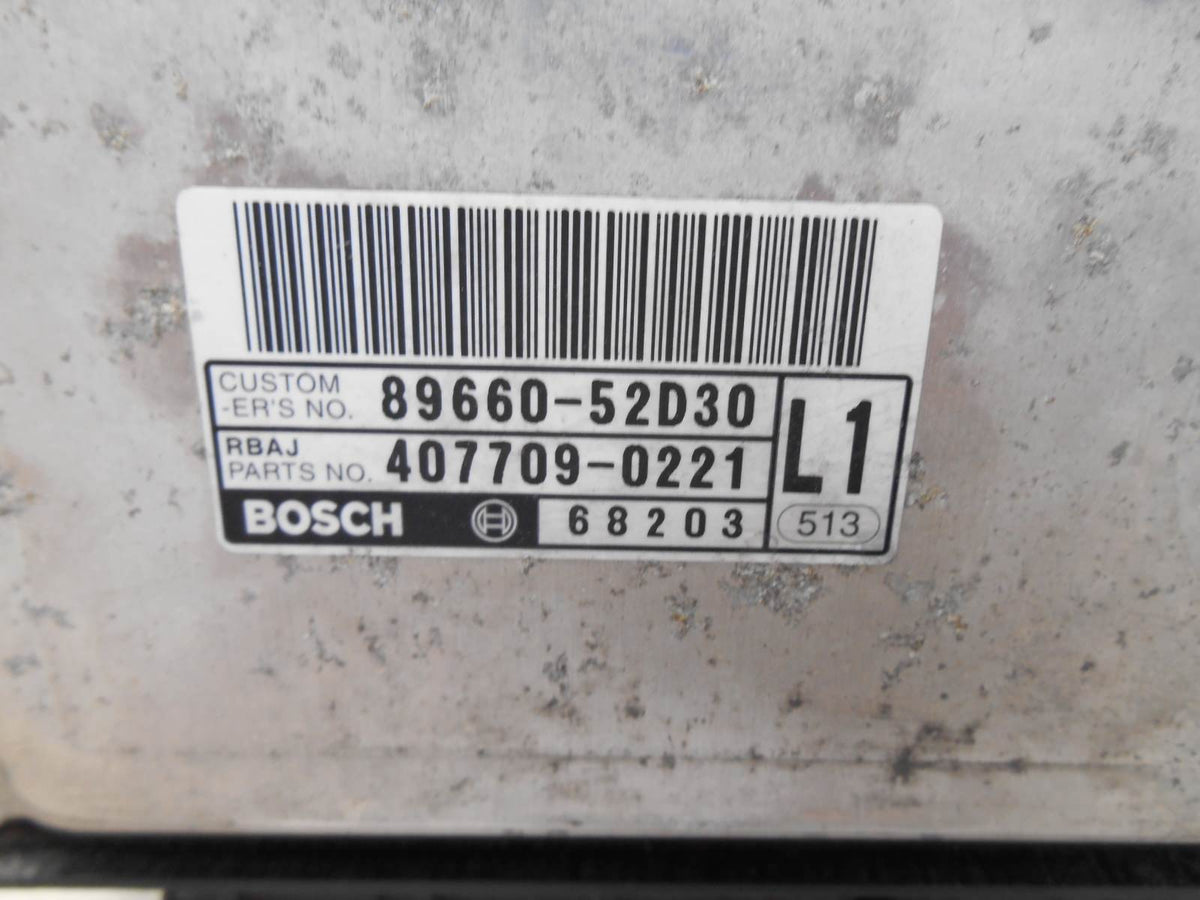 CUSTOM
-ER'S NO. 89660-52D30
L1
RBAJ
PARTS NO. 407709-0221
BOSCH 68203
513